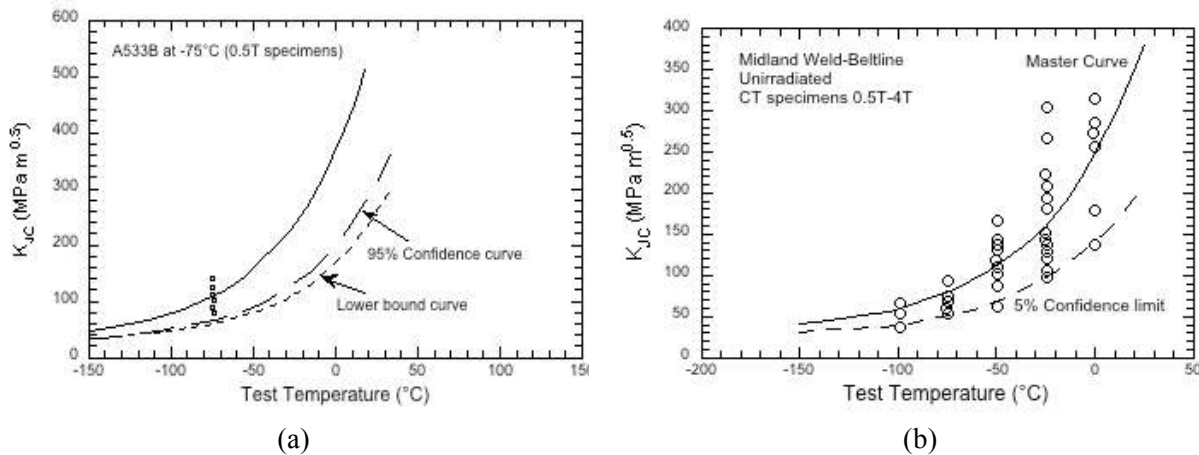 600
500
400
300
200
100
0
K_JC (MPa m^0.5)
A533B at -75°C (0.5T specimens)
95% Confidence curve
Lower bound curve
-150 -100 -50 0 50 100 150
Test Temperature (°C)
(a)
400
350
300
250
200
150
100
50
0
K_JC (MPa m^0.5)
Midland Weld-Beltline
Unirradiated
CT specimens 0.5T-4T
Master Curve
5% Confidence limit
-200 -150 -100 -50 0 50
Test Temperature (°C)
(b)